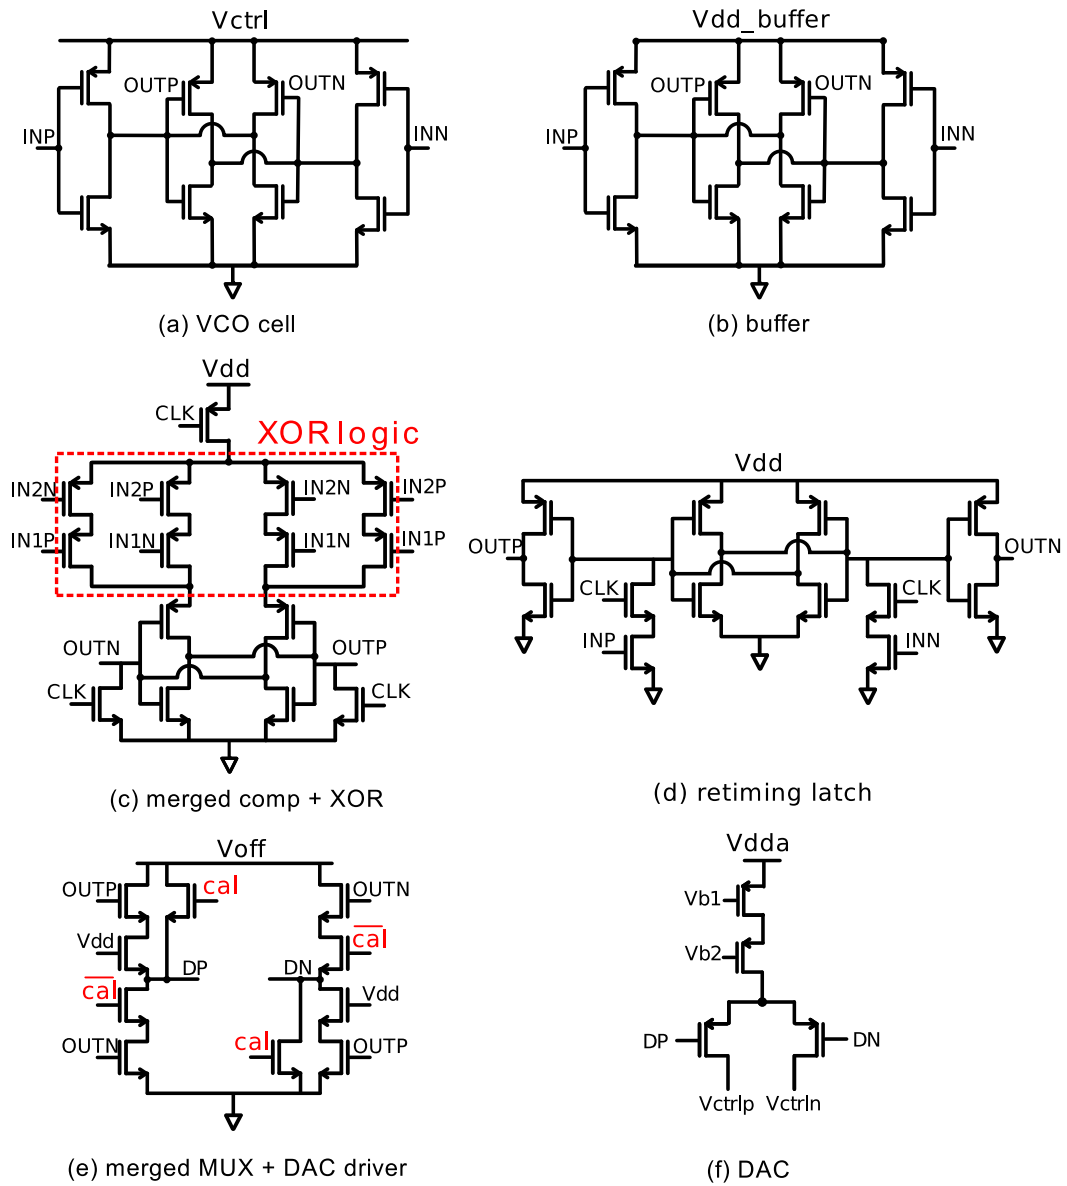 Vctrl
OUTP
OUTN
INP
INN
(a) VCO cell
Vdd_buffer
OUTP
OUTN
INP
INN
(b) buffer
Vdd
CLK
XOR logic
IN2N
IN2P
IN2N
IN2P
IN1P
IN1N
IN1N
IN1P
OUTN
OUTP
CLK
CLK
(c) merged comp + XOR
Vdd
OUTP
OUTN
CLK
CLK
INP
INN
(d) retiming latch
Voff
OUTP
cal
OUTN
Vdd
cal
DP
DN
cal
Vdd
OUTN
cal
OUTP
(e) merged MUX + DAC driver
Vdda
Vb1
Vb2
DP
DN
Vctrlp
Vctrln
(f) DAC